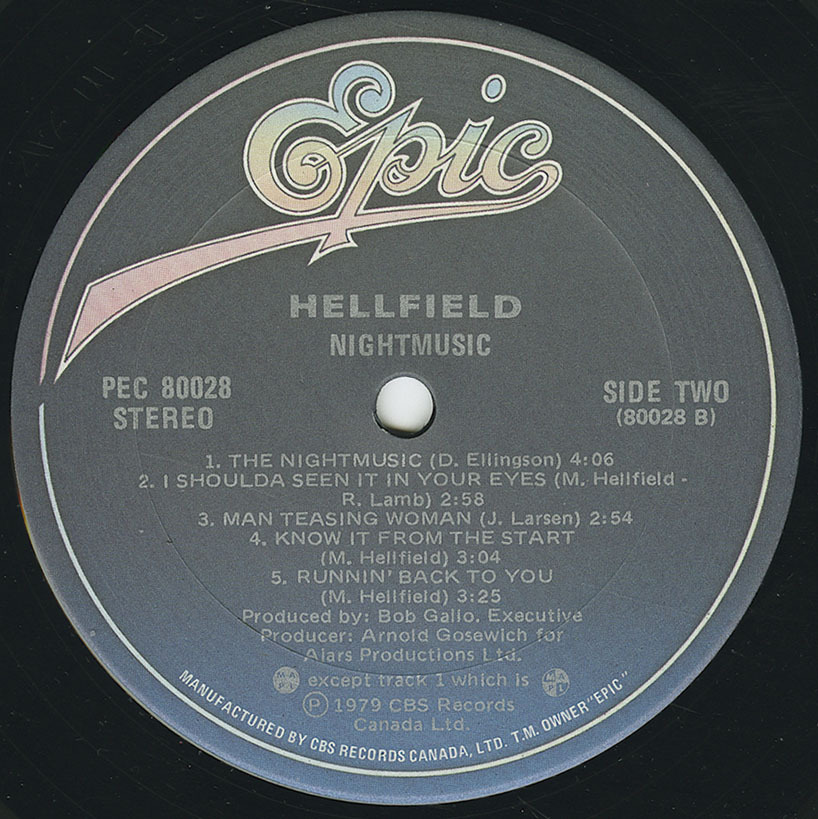 Epic
HELLFIELD
NIGHTMUSIC
PEC 80028
STEREO
SIDE TWO
(80028 B)
1. THE NIGHTMUSIC (D. Ellingson) 4:06
2. I SHOULDA SEEN IT IN YOUR EYES (M. Hellfield -
R. Lamb) 2:58
3. MAN TEASING WOMAN (J. Larsen) 2:54
4. KNOW IT FROM THE START
(M. Hellfield) 3:04
5. RUNNIN' BACK TO YOU
(M. Hellfield) 3:25
Produced by: Bob Gallo, Executive
Producer: Arnold Gosewich for
Alars Productions Ltd.
MAPL except track 1 which is MAPL
Ⓟ 1979 CBS Records
Canada Ltd.
MANUFACTURED BY CBS RECORDS CANADA, LTD. T.M. OWNER "EPIC"